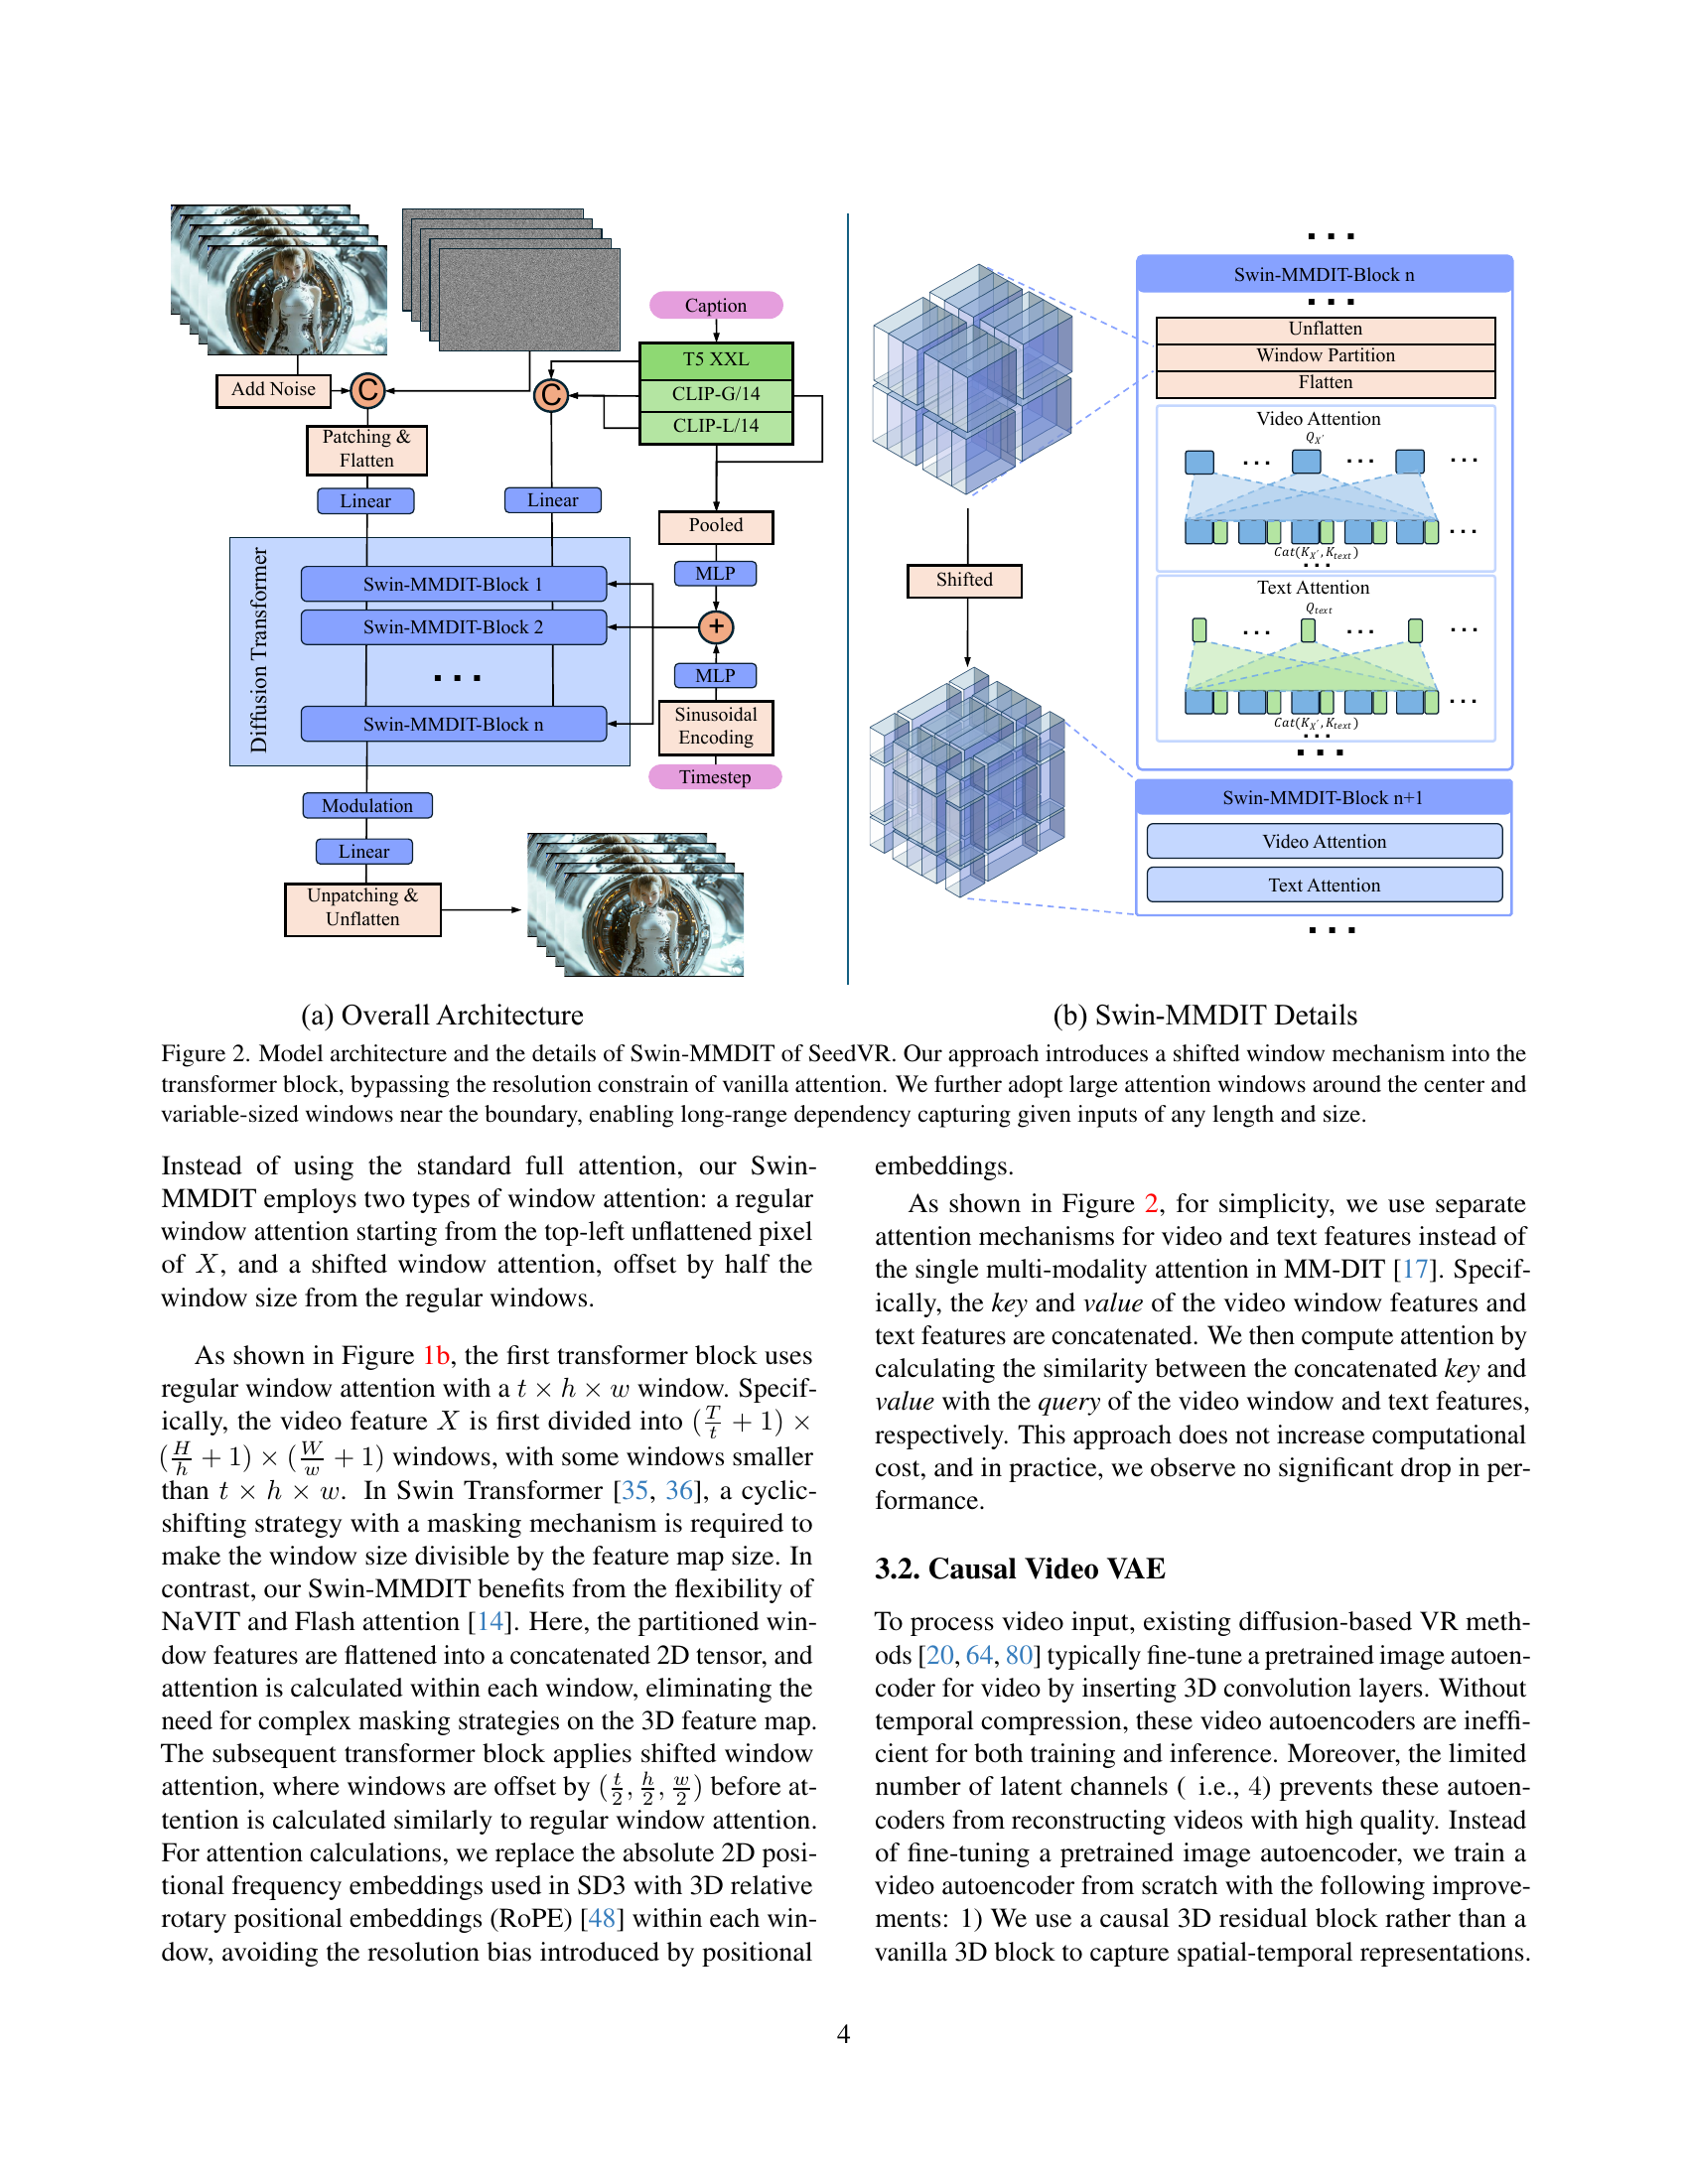 Caption
T5 XXL
CLIP-G/14
CLIP-L/14
Add Noise
C
C
Patching &
Flatten
Linear
Linear
Pooled
MLP
+
MLP
Sinusoidal
Encoding
Timestep
Diffusion Transformer
Swin-MMDIT-Block 1
Swin-MMDIT-Block 2
...
Swin-MMDIT-Block n
Modulation
Linear
Unpatching &
Unflatten
(a) Overall Architecture
Shifted
...
Swin-MMDIT-Block n
...
Unflatten
Window Partition
Flatten
Video Attention
Q_{X'}
... ... ...
...
Cat(K_{X'}, K_{text})
...
Text Attention
Q_{text}
... ... ...
...
Cat(K_{X'}, K_{text})
...
...
Swin-MMDIT-Block n+1
Video Attention
Text Attention
...
(b) Swin-MMDIT Details
Figure 2. Model architecture and the details of Swin-MMDIT of SeedVR. Our approach introduces a shifted window mechanism into the
transformer block, bypassing the resolution constrain of vanilla attention. We further adopt large attention windows around the center and
variable-sized windows near the boundary, enabling long-range dependency capturing given inputs of any length and size.
Instead of using the standard full attention, our Swin-
MMDIT employs two types of window attention: a regular
window attention starting from the top-left unflattened pixel
of X, and a shifted window attention, offset by half the
window size from the regular windows.
As shown in Figure 1b, the first transformer block uses
regular window attention with a t × h × w window. Specif-
ically, the video feature X is first divided into (T/t + 1) ×
(H/h + 1) × (W/w + 1) windows, with some windows smaller
than t × h × w. In Swin Transformer [35, 36], a cyclic-
shifting strategy with a masking mechanism is required to
make the window size divisible by the feature map size. In
contrast, our Swin-MMDIT benefits from the flexibility of
NaVIT and Flash attention [14]. Here, the partitioned win-
dow features are flattened into a concatenated 2D tensor, and
attention is calculated within each window, eliminating the
need for complex masking strategies on the 3D feature map.
The subsequent transformer block applies shifted window
attention, where windows are offset by (t/2, h/2, w/2) before at-
tention is calculated similarly to regular window attention.
For attention calculations, we replace the absolute 2D posi-
tional frequency embeddings used in SD3 with 3D relative
rotary positional embeddings (RoPE) [48] within each win-
dow, avoiding the resolution bias introduced by positional
embeddings.
As shown in Figure 2, for simplicity, we use separate
attention mechanisms for video and text features instead of
the single multi-modality attention in MM-DIT [17]. Specif-
ically, the key and value of the video window features and
text features are concatenated. We then compute attention by
calculating the similarity between the concatenated key and
value with the query of the video window and text features,
respectively. This approach does not increase computational
cost, and in practice, we observe no significant drop in per-
formance.
3.2. Causal Video VAE
To process video input, existing diffusion-based VR meth-
ods [20, 64, 80] typically fine-tune a pretrained image autoen-
coder for video by inserting 3D convolution layers. Without
temporal compression, these video autoencoders are ineffi-
cient for both training and inference. Moreover, the limited
number of latent channels ( i.e., 4) prevents these autoen-
coders from reconstructing videos with high quality. Instead
of fine-tuning a pretrained image autoencoder, we train a
video autoencoder from scratch with the following improve-
ments: 1) We use a causal 3D residual block rather than a
vanilla 3D block to capture spatial-temporal representations.
4